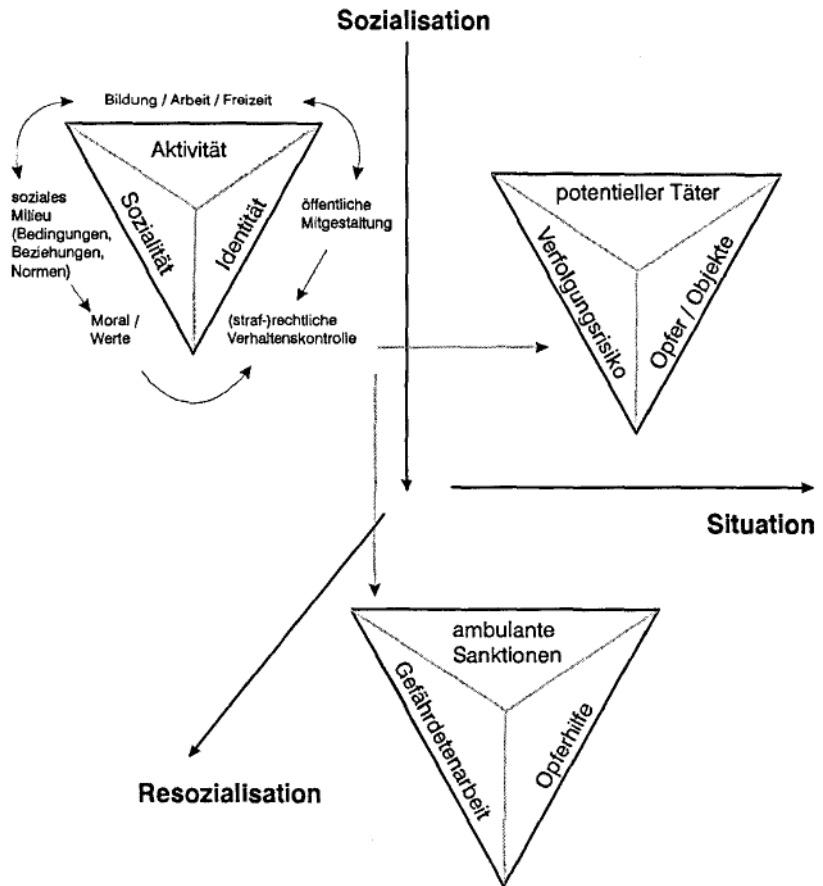 Sozialisation
Bildung / Arbeit / Freizeit
Aktivität
Sozialität
Identität
soziales
Milieu
(Bedingungen,
Beziehungen,
Normen)
öffentliche
Mitgestaltung
Moral /
Werte
(straf-)rechtliche
Verhaltenskontrolle
potentieller Täter
Verfolgungsrisiko
Opfer / Objekte
Situation
ambulante
Sanktionen
Gefährdetenarbeit
Opferhilfe
Resozialisation